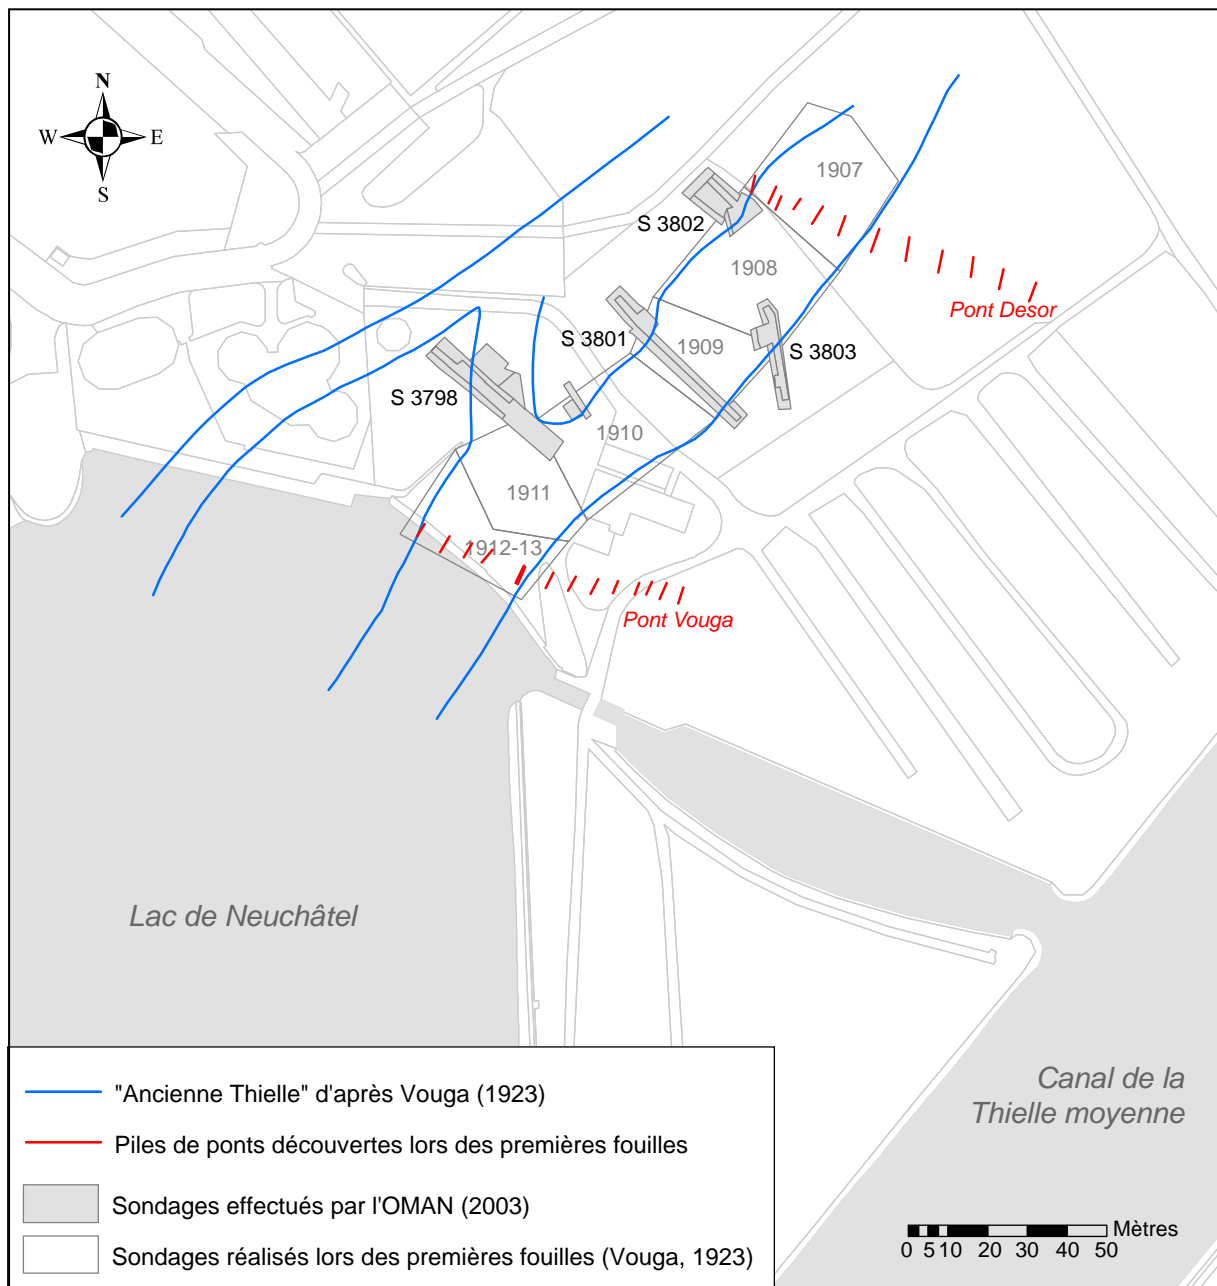 N
W E
S
1907
S 3802
1908
Pont Desor
S 3801
1909
S 3803
S 3798
1910
1911
1912-13
Pont Vouga
Lac de Neuchâtel
Canal de la
Thielle moyenne
"Ancienne Thielle" d'après Vouga (1923)
Piles de ponts découvertes lors des premières fouilles
Sondages effectués par l'OMAN (2003)
Sondages réalisés lors des premières fouilles (Vouga, 1923)
Mètres
0 5 10 20 30 40 50